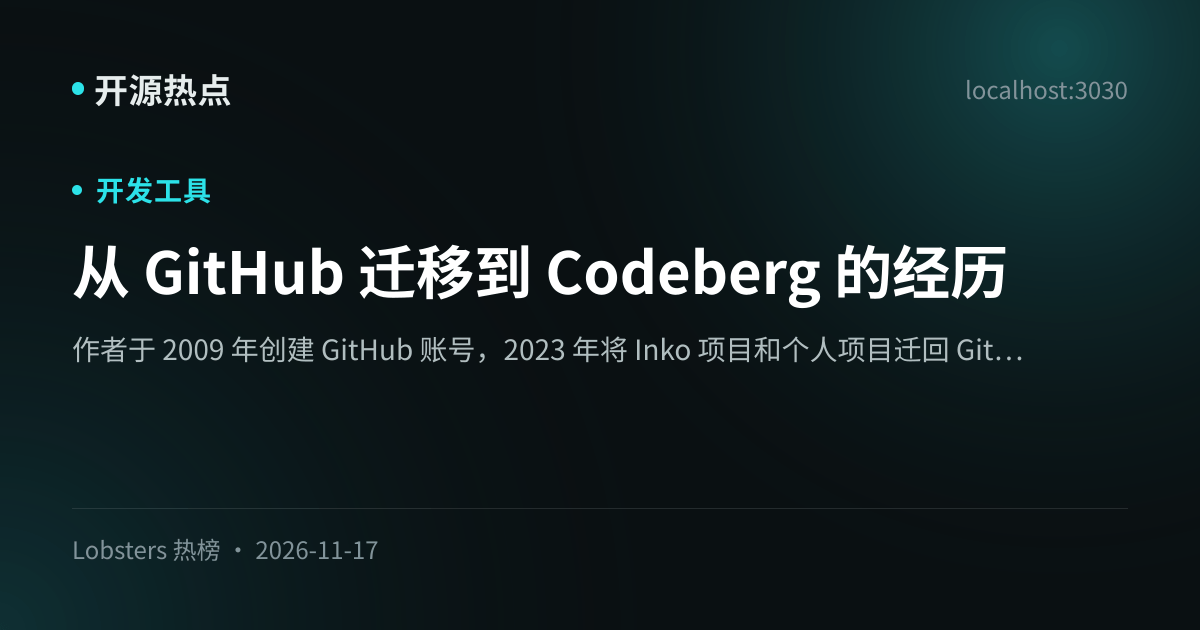 开源热点
localhost:3030
开发工具
从 GitHub 迁移到 Codeberg 的经历
作者于 2009 年创建 GitHub 账号，2023 年将 Inko 项目和个人项目迁回 Git…
Lobsters 热榜 · 2026-11-17